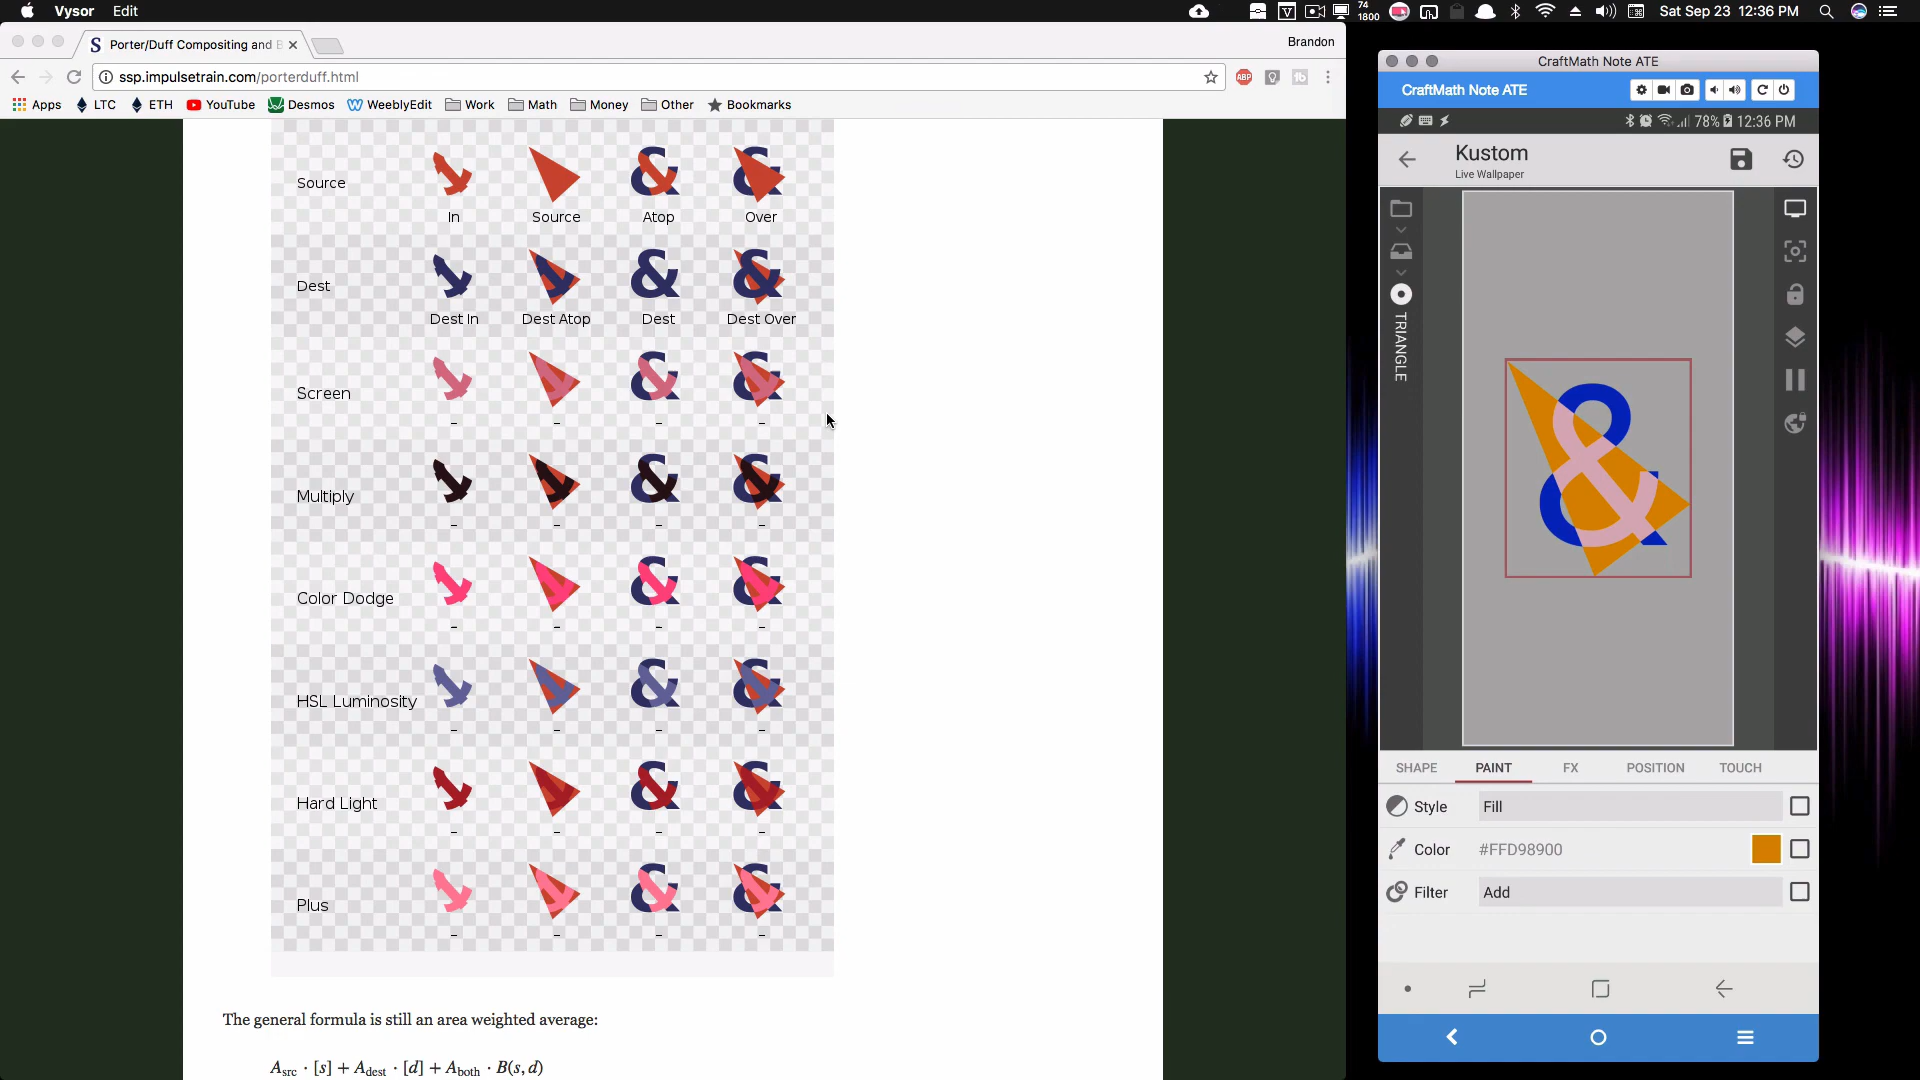 Vysor Edit
74
1800
Sat Sep 23 12:36 PM
Porter/Duff Compositing and B
Brandon
ssp.impulsetrain.com/porterduff.html
ABP
Apps LTC ETH YouTube Desmos WeeblyEdit Work Math Money Other Bookmarks
Source
In Source Atop Over
Dest
Dest In Dest Atop Dest Dest Over
Screen
– – – –
Multiply
– – – –
Color Dodge
– – – –
HSL Luminosity
– – – –
Hard Light
– – – –
Plus
– – – –
The general formula is still an area weighted average:
Asrc · [s] + Adest · [d] + Aboth · B(s, d)
CraftMath Note ATE
CraftMath Note ATE
78% 12:36 PM
Kustom
Live Wallpaper
TRIANGLE
&
SHAPE PAINT FX POSITION TOUCH
Style Fill
Color #FFD98900
Filter Add